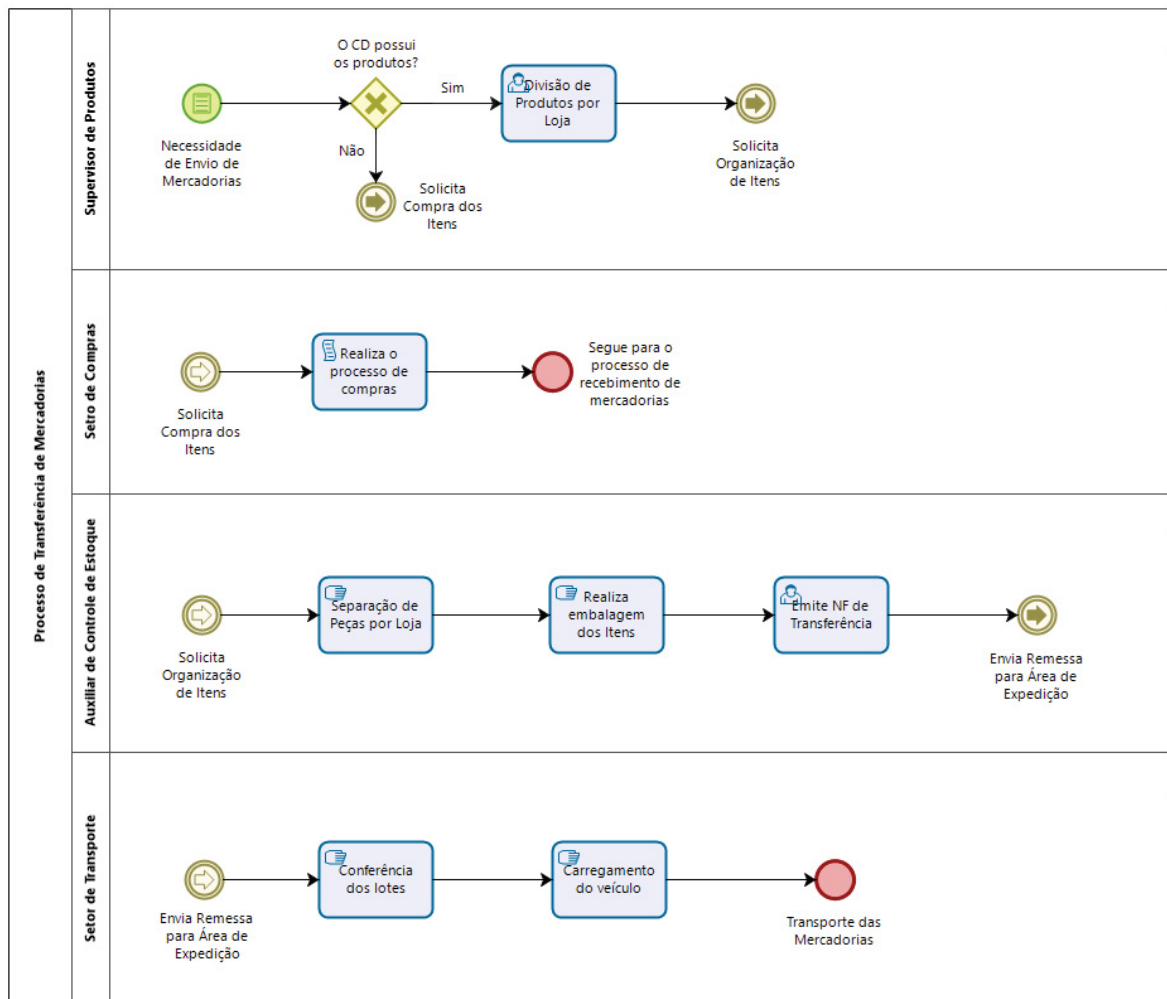 Processo de Transferência de Mercadorias
Supervisor de Produtos
O CD possui
os produtos?
Sim
Não
Necessidade
de Envio de
Mercadorias
Divisão de
Produtos por
Loja
Solicita
Organização
de Itens
Solicita
Compra dos
Itens
Setro de Compras
Solicita
Compra dos
Itens
Realiza o
processo de
compras
Segue para o
processo de
recebimento de
mercadorias
Auxiliar de Controle de Estoque
Solicita
Organização
de Itens
Separação de
Peças por Loja
Realiza
embalagem
dos Itens
Emite NF de
Transferência
Envia Remessa
para Área de
Expedição
Setor de Transporte
Envia Remessa
para Área de
Expedição
Conferência
dos lotes
Carregamento
do veículo
Transporte das
Mercadorias